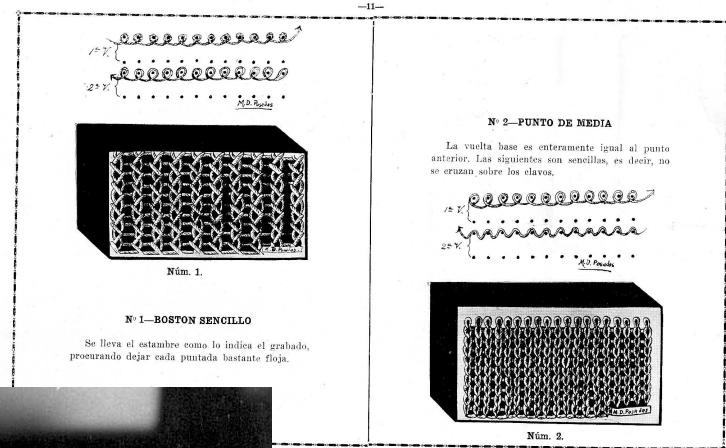 —11—
1ª V.
2ª V.
M.D. Posadas
M.D. Posadas
Núm. 1.
Nº 1—BOSTON SENCILLO
Se lleva el estambre como lo indica el grabado,
procurando dejar cada puntada bastante floja.
Nº 2—PUNTO DE MEDIA
La vuelta base es enteramente igual al punto
anterior. Las siguientes son sencillas, es decir, no
se cruzan sobre los clavos.
1ª V.
2ª V.
M.D. Posadas
M.D. Posadas
Núm. 2.